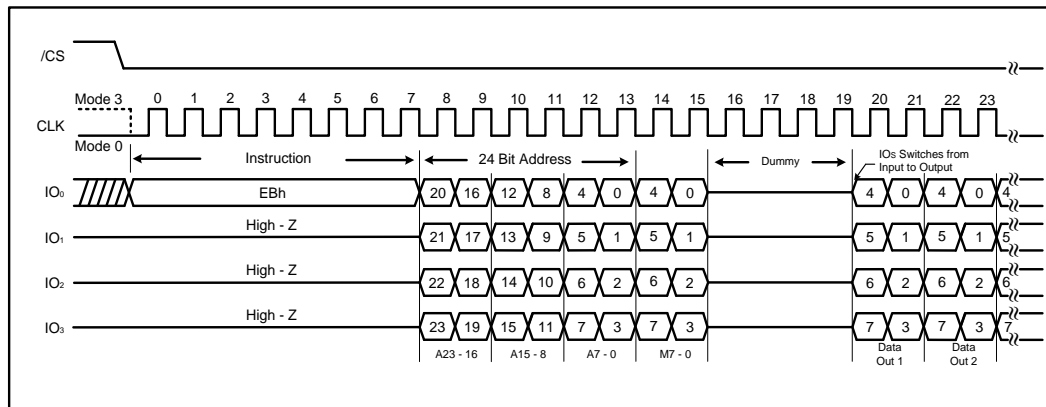 /CS
Mode 3 0 1 2 3 4 5 6 7 8 9 10 11 12 13 14 15 16 17 18 19 20 21 22 23
CLK
Mode 0
Instruction 24 Bit Address Dummy IOs Switches from
Input to Output
IO₀ EBh 20 16 12 8 4 0 4 0 4 0 4 0 4
High - Z
IO₁ 21 17 13 9 5 1 5 1 5 1 5 1 5
High - Z
IO₂ 22 18 14 10 6 2 6 2 6 2 6 2 6
High - Z
IO₃ 23 19 15 11 7 3 7 3 7 3 7 3 7
A23 - 16 A15 - 8 A7 - 0 M7 - 0 Data Data
Out 1 Out 2